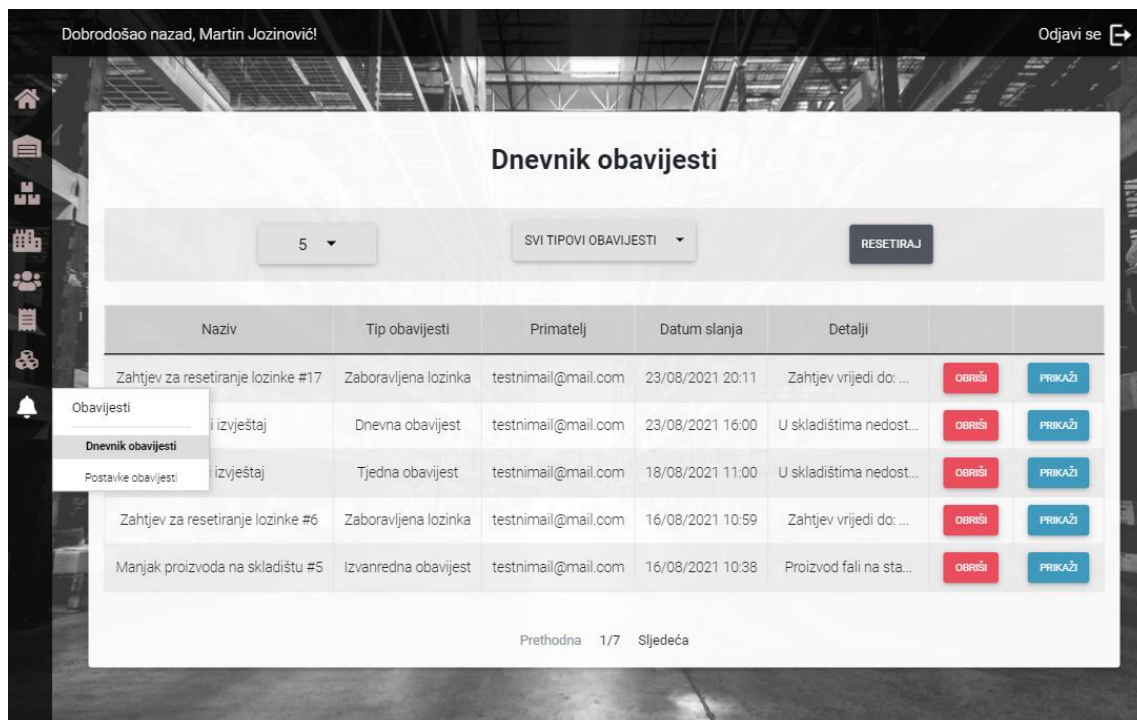 Dobrodošao nazad, Martin Jozinović!
Odjavi se
Dnevnik obavijesti
5
SVI TIPOVI OBAVIJESTI
RESETIRAJ
Naziv Tip obavijesti Primatelj Datum slanja Detalji
Zahtjev za resetiranje lozinke #17 Zaboravljena lozinka testnimail@mail.com 23/08/2021 20:11 Zahtjev vrijedi do: ... OBRIŠI PRIKAŽI
Obavijesti
i izvještaj Dnevna obavijest testnimail@mail.com 23/08/2021 16:00 U skladištima nedost... OBRIŠI PRIKAŽI
Dnevnik obavijesti
i izvještaj Tjedna obavijest testnimail@mail.com 18/08/2021 11:00 U skladištima nedost... OBRIŠI PRIKAŽI
Postavke obavijesti
Zahtjev za resetiranje lozinke #6 Zaboravljena lozinka testnimail@mail.com 16/08/2021 10:59 Zahtjev vrijedi do: ... OBRIŠI PRIKAŽI
Manjak proizvoda na skladištu #5 Izvanredna obavijest testnimail@mail.com 16/08/2021 10:38 Proizvod fali na sta... OBRIŠI PRIKAŽI
Prethodna 1/7 Sljedeća